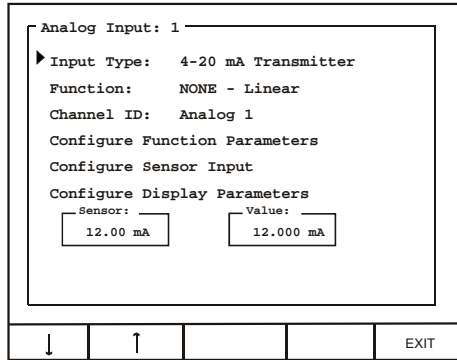 Analog Input: 1
Input Type: 4-20 mA Transmitter
Function: NONE - Linear
Channel ID: Analog 1
Configure Function Parameters
Configure Sensor Input
Configure Display Parameters
Sensor: Value:
12.00 mA 12.000 mA
↓ ↑ EXIT